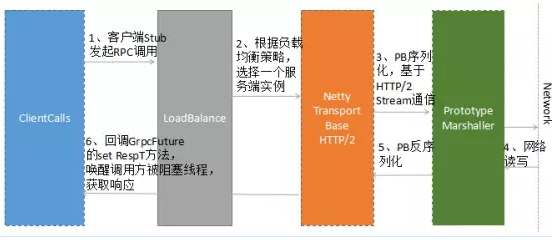 1、客户端Stub
发起RPC调用
2、根据负载
均衡策略，
选择一个服
务端实例
3、PB序列
化，基于
HTTP/2
Stream通信
ClientCalls
LoadBalance
Netty
Transport
Base
HTTP/2
Prototype
Marshaller
Network
6、回调GrpcFuture
的set RespT方法，
唤醒调用方被阻塞线程，
获取响应
5、PB反序
列化
4、网络
读写